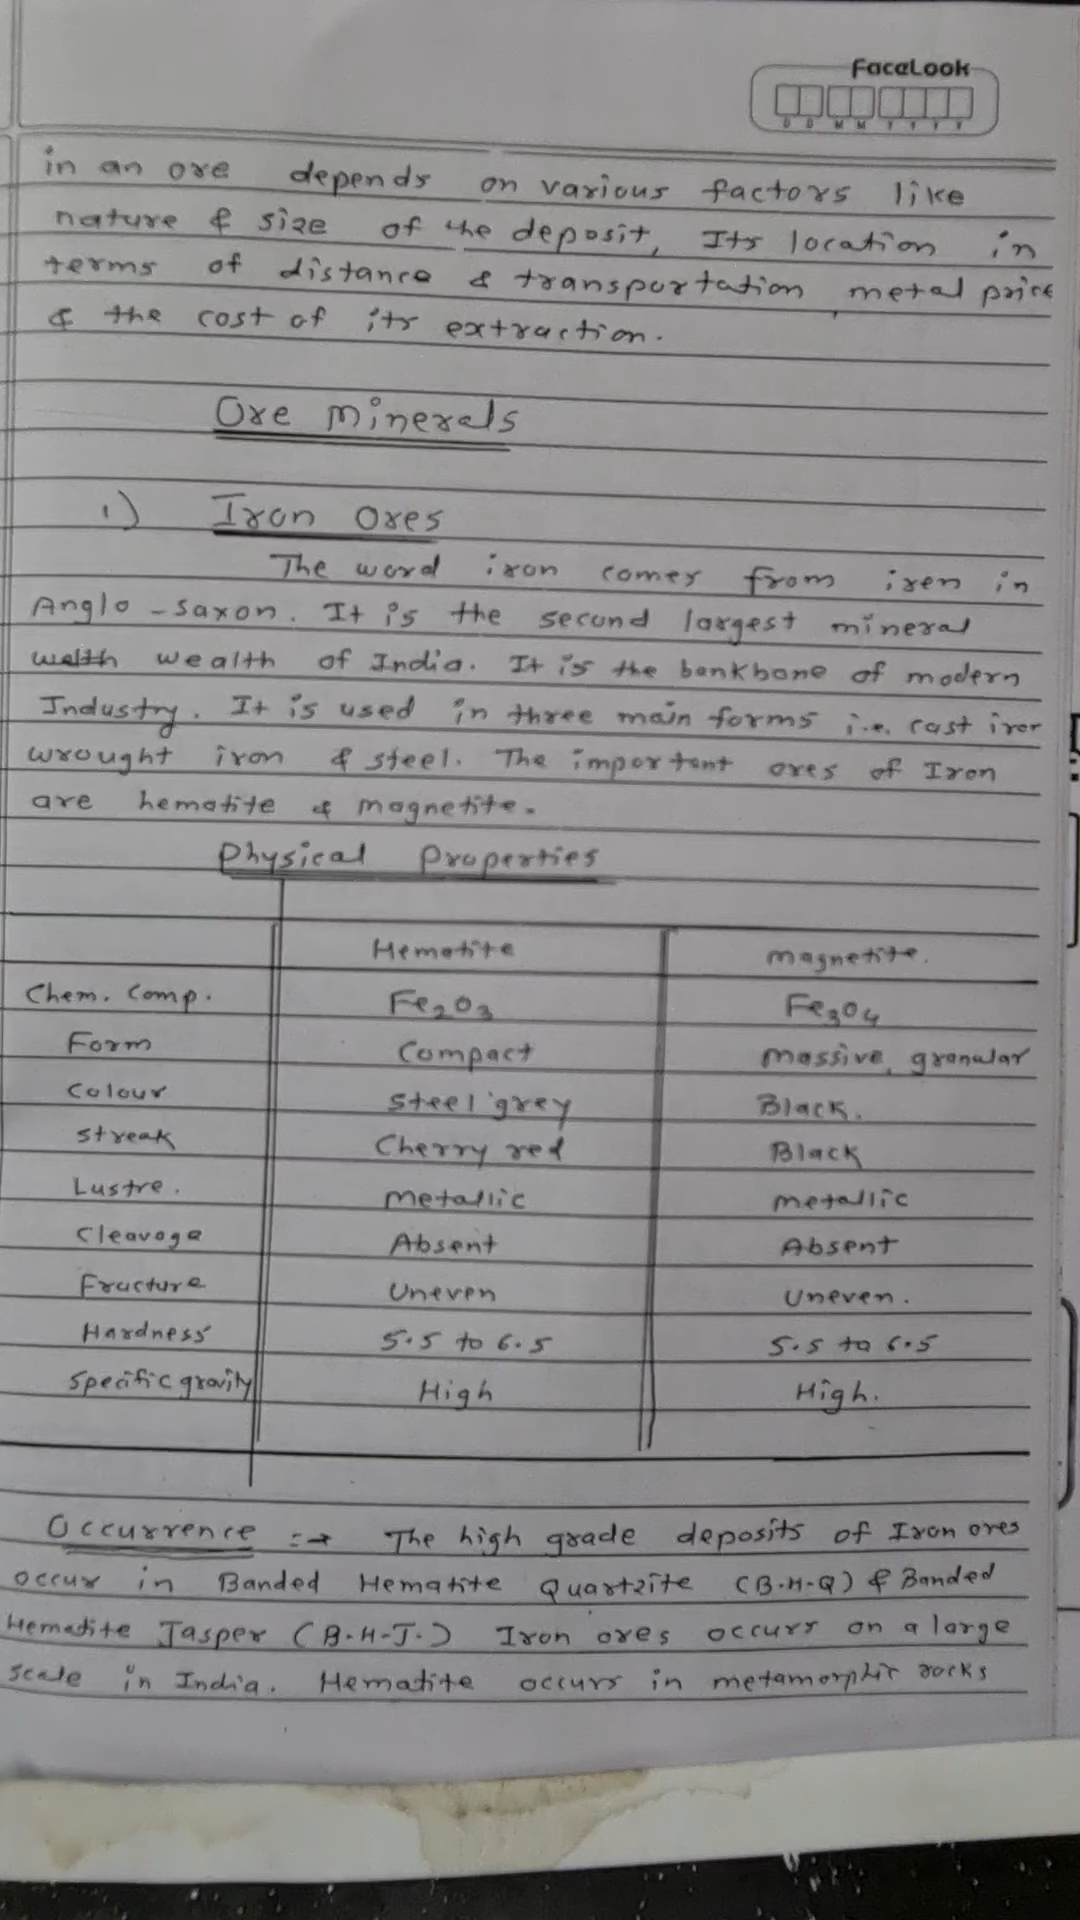 FaceLook
D D M M Y Y Y Y
in an ore depends on various factors like
nature & size of the deposit, Its location in
terms of distance & transportation, metal price
& the cost of its extraction.
Ore Minerals
1) Iron Ores
The word iron comes from iren in
Anglo-Saxon. It is the second largest mineral
welth wealth of India. It is the bankbone of modern
Industry. It is used in three main forms i.e. cast iron
wrought iron & steel. The important ores of Iron
are hematite & magnetite.
Physical Properties
Hematite magnetite.
Chem. Comp. Fe2O3 Fe3O4
Form Compact massive, granular
Colour Steel grey Black.
Streak Cherry red Black
Lustre. metallic metallic
Cleavage Absent Absent
Fracture Uneven Uneven.
Hardness 5.5 to 6.5 5.5 to 6.5
Specific gravity High High.
Occurrence :→ The high grade deposits of Iron ores
occur in Banded Hematite Quartzite (B.H.Q) & Banded
Hematite Jasper (B.H.J.) Iron ores occurs on a large
scale in India. Hematite occurs in metamorphic rocks